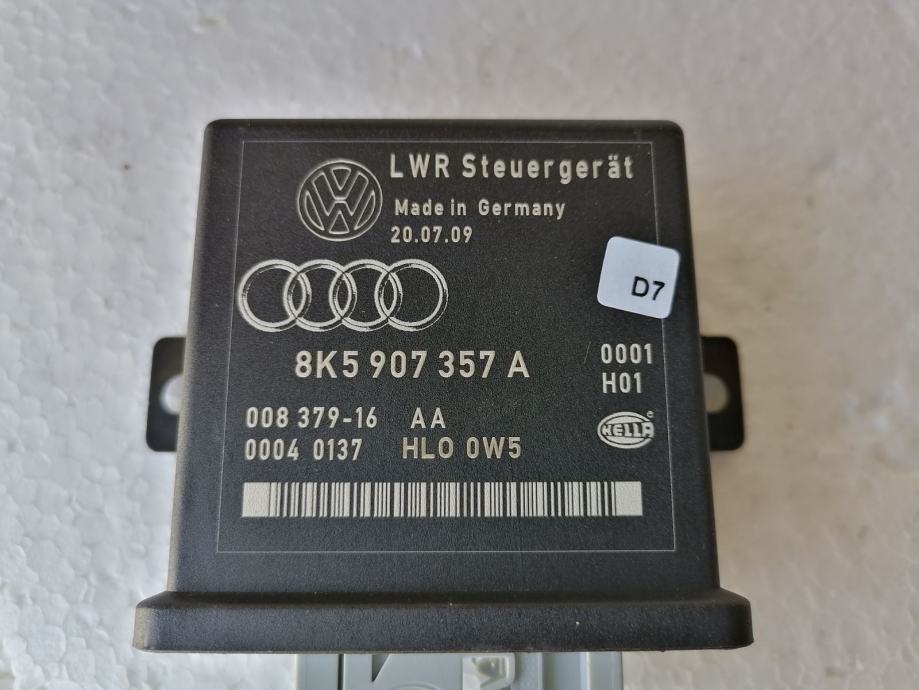 LWR Steuergerät
Made in Germany
20.07.09
D7
8K5 907 357 A
0001
H01
008 379-16 AA
0004 0137 HLO 0W5
HELLA